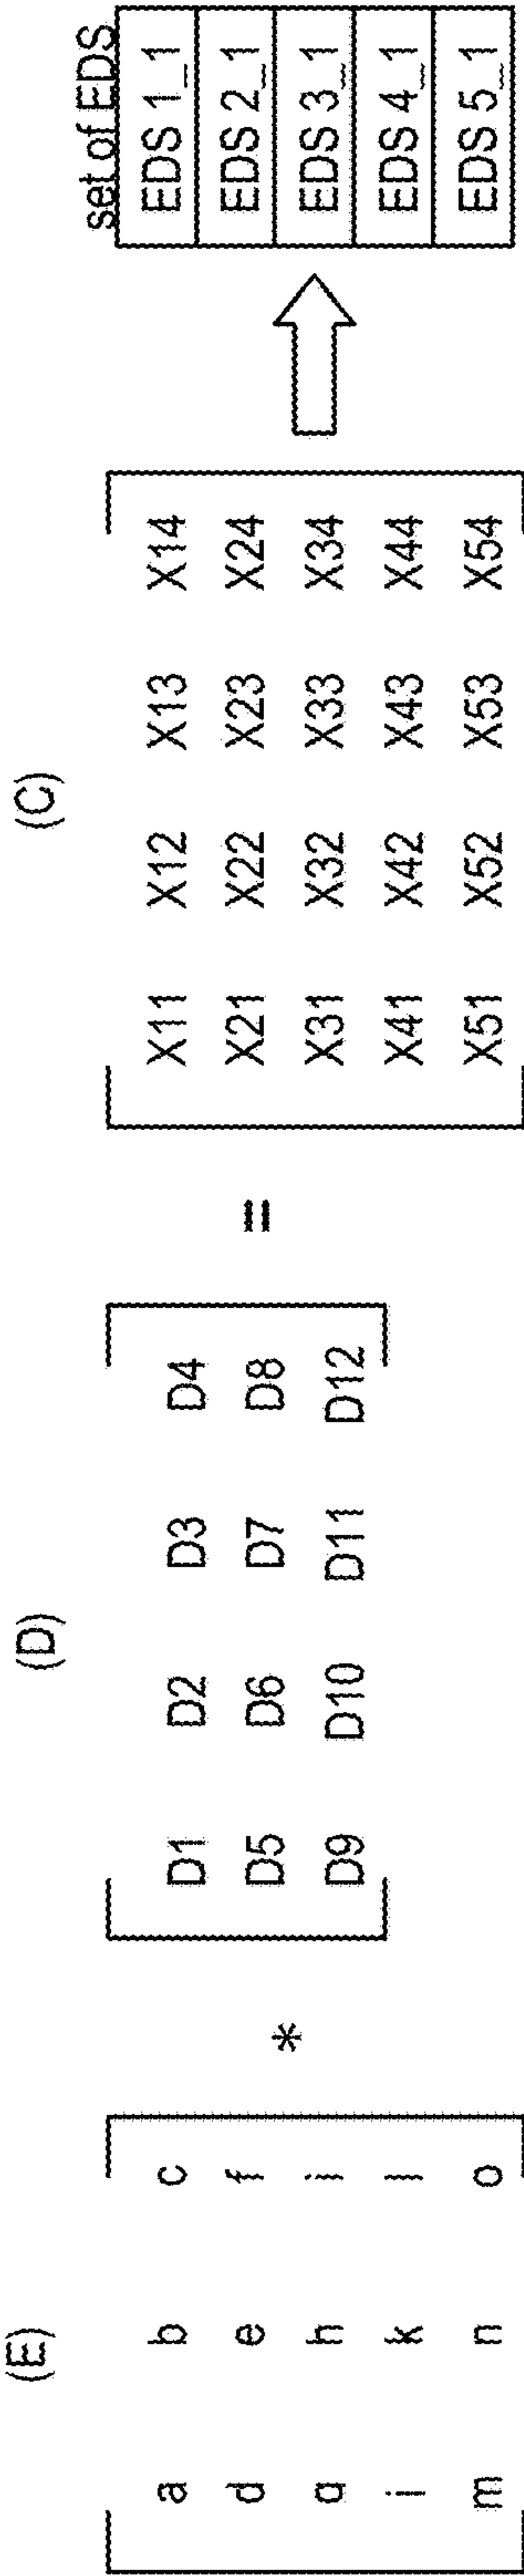 (E) (D) (C)
set of EDS
a b c * D1 D2 D3 D4 = X11 X12 X13 X14 EDS 1_1
d e f D5 D6 D7 D8 X21 X22 X23 X24 EDS 2_1
g h i D9 D10 D11 D12 X31 X32 X33 X34 EDS 3_1
j k l X41 X42 X43 X44 EDS 4_1
m n o X51 X52 X53 X54 EDS 5_1